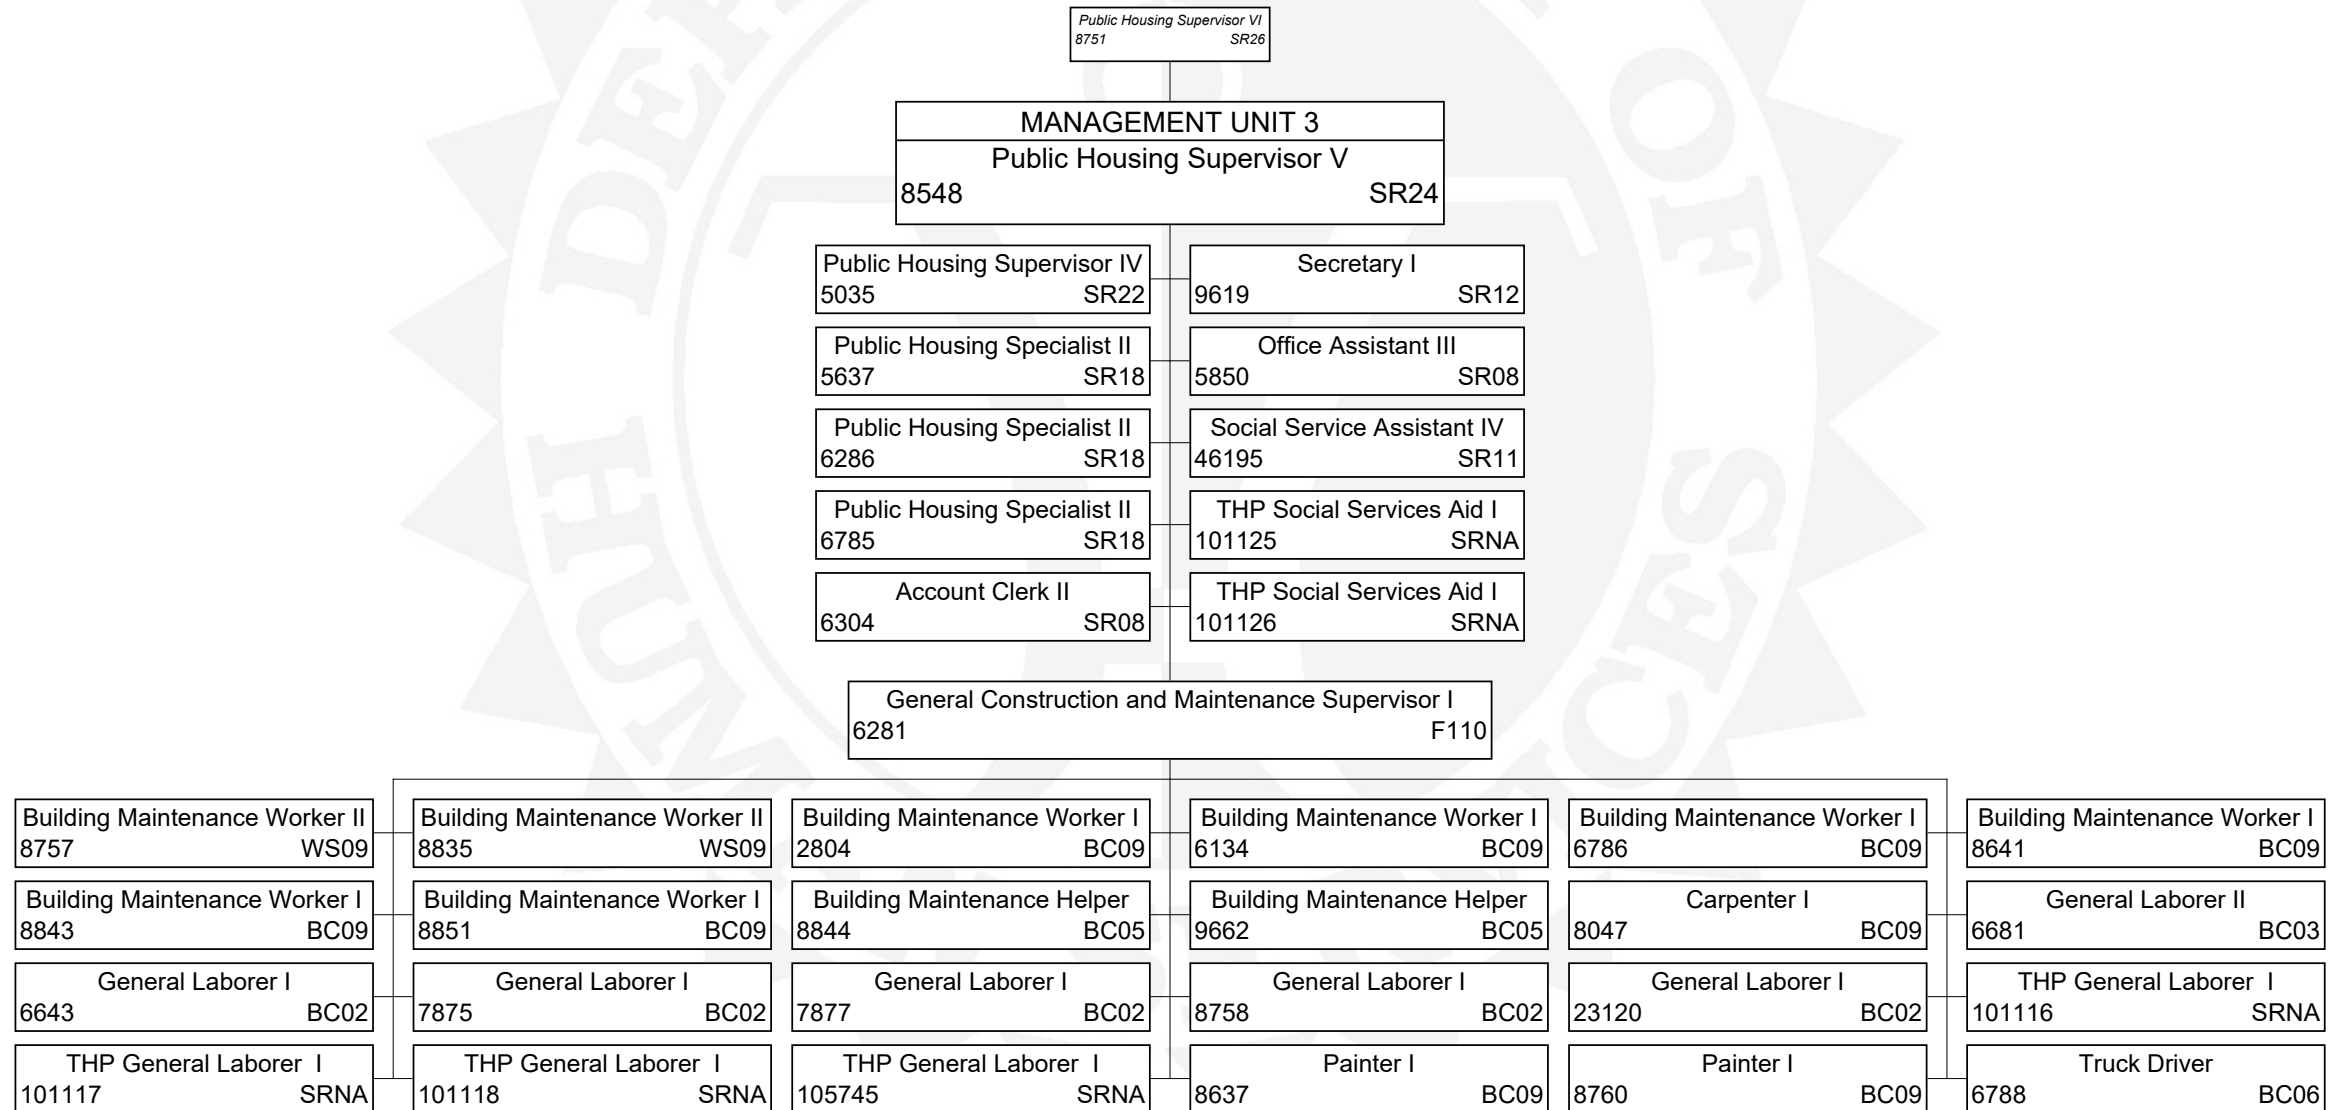 Public Housing Supervisor VI
8751 SR26
MANAGEMENT UNIT 3
Public Housing Supervisor V
8548 SR24
Public Housing Supervisor IV
5035 SR22
Secretary I
9619 SR12
Public Housing Specialist II
5637 SR18
Office Assistant III
5850 SR08
Public Housing Specialist II
6286 SR18
Social Service Assistant IV
46195 SR11
Public Housing Specialist II
6785 SR18
THP Social Services Aid I
101125 SRNA
Account Clerk II
6304 SR08
THP Social Services Aid I
101126 SRNA
General Construction and Maintenance Supervisor I
6281 F110
Building Maintenance Worker II
8757 WS09
Building Maintenance Worker II
8835 WS09
Building Maintenance Worker I
2804 BC09
Building Maintenance Worker I
6134 BC09
Building Maintenance Worker I
6786 BC09
Building Maintenance Worker I
8641 BC09
Building Maintenance Worker I
8843 BC09
Building Maintenance Worker I
8851 BC09
Building Maintenance Helper
8844 BC05
Building Maintenance Helper
9662 BC05
Carpenter I
8047 BC09
General Laborer II
6681 BC03
General Laborer I
6643 BC02
General Laborer I
7875 BC02
General Laborer I
7877 BC02
General Laborer I
8758 BC02
General Laborer I
23120 BC02
THP General Laborer I
101116 SRNA
THP General Laborer I
101117 SRNA
THP General Laborer I
101118 SRNA
THP General Laborer I
105745 SRNA
Painter I
8637 BC09
Painter I
8760 BC09
Truck Driver
6788 BC06